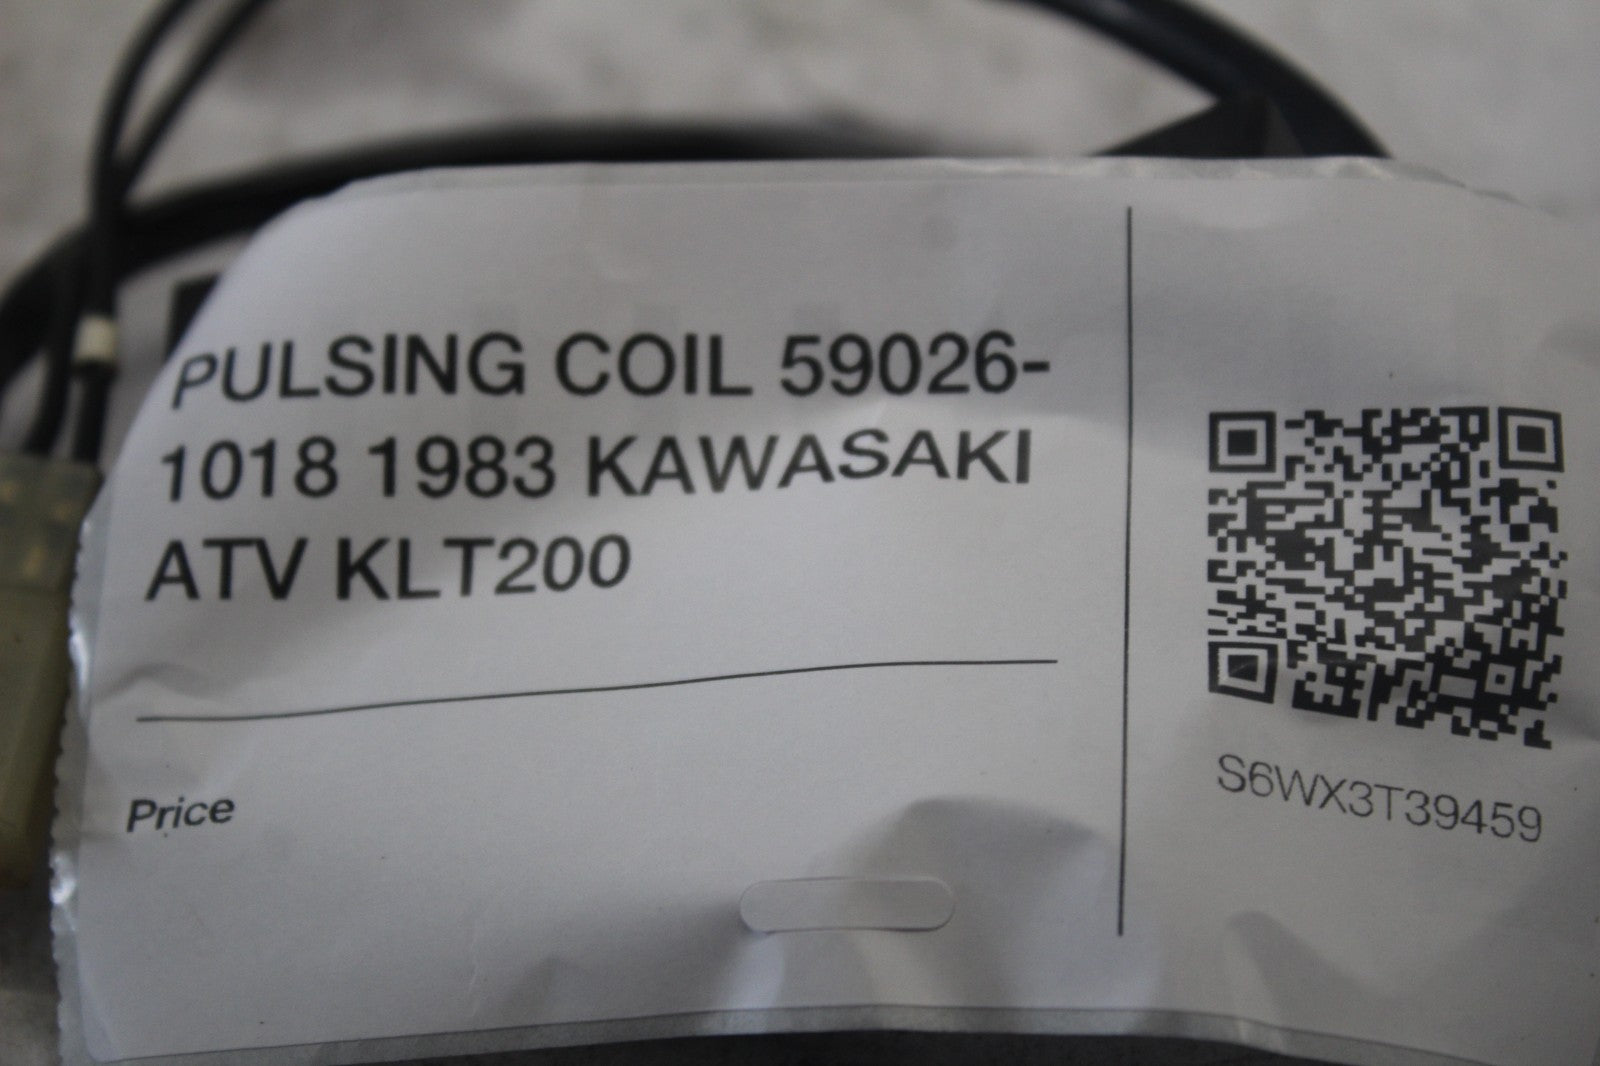 PULSING COIL 59026-
1018 1983 KAWASAKI
ATV KLT200
Price
S6WX3T39459